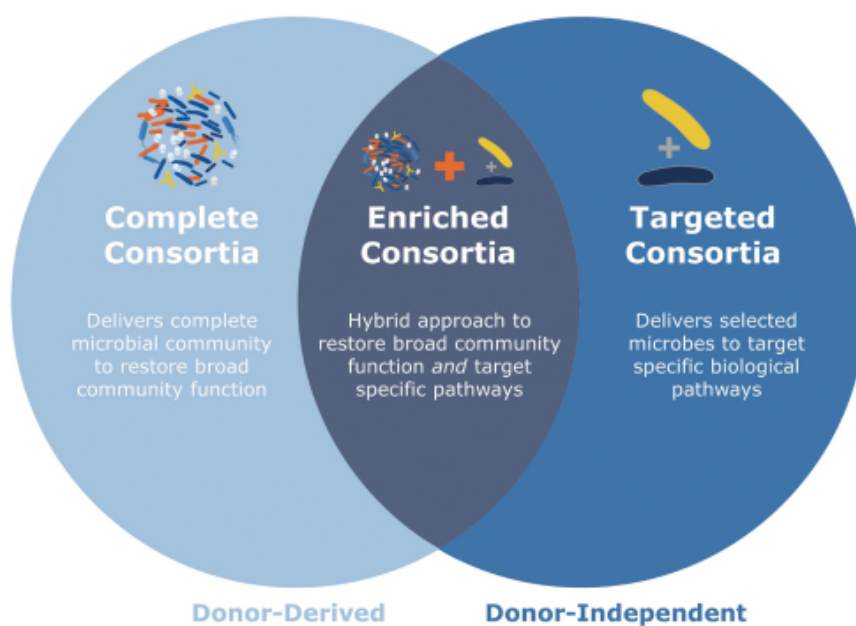 Complete
Consortia
Delivers complete
microbial community
to restore broad
community function
Enriched
Consortia
Hybrid approach to
restore broad community
function and target
specific pathways
Targeted
Consortia
Delivers selected
microbes to target
specific biological
pathways
Donor-Derived
Donor-Independent